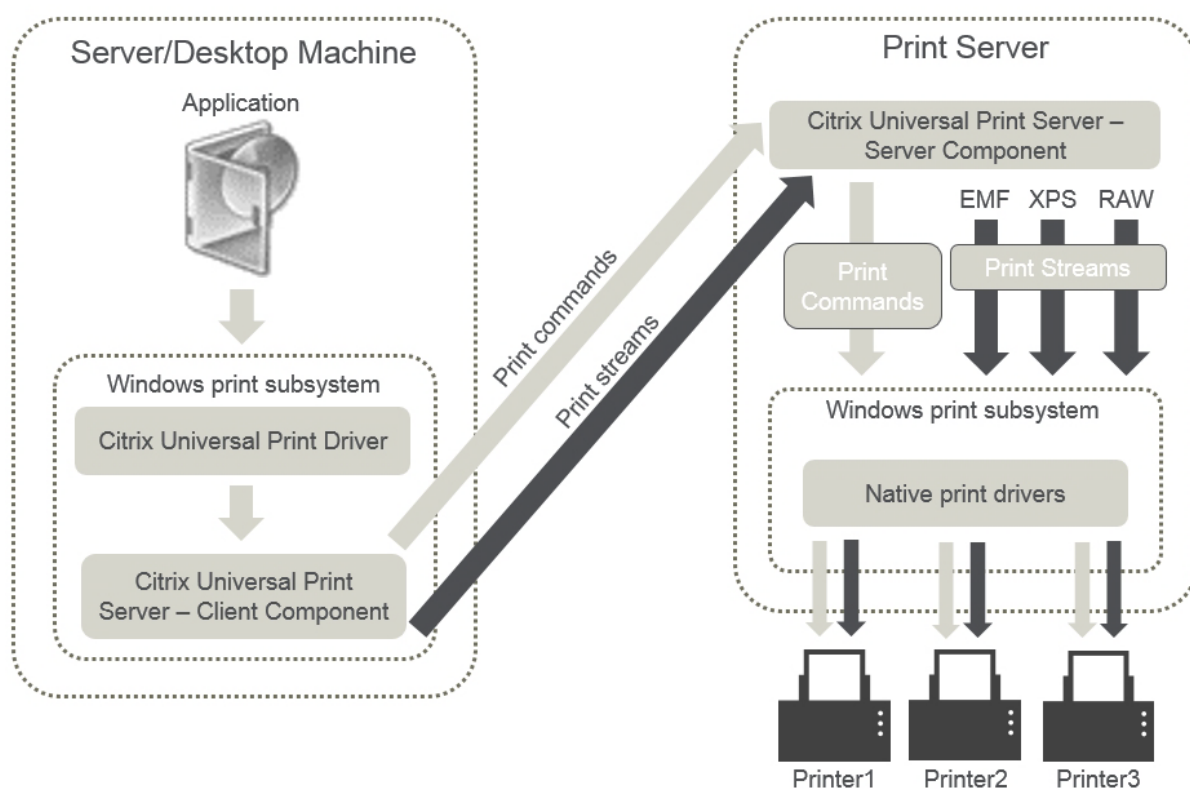 Server/Desktop Machine
Application
Windows print subsystem
Citrix Universal Print Driver
Citrix Universal Print
Server – Client Component
Print commands
Print streams
Print Server
Citrix Universal Print Server –
Server Component
EMF XPS RAW
Print
Commands
Print Streams
Windows print subsystem
Native print drivers
Printer1 Printer2 Printer3